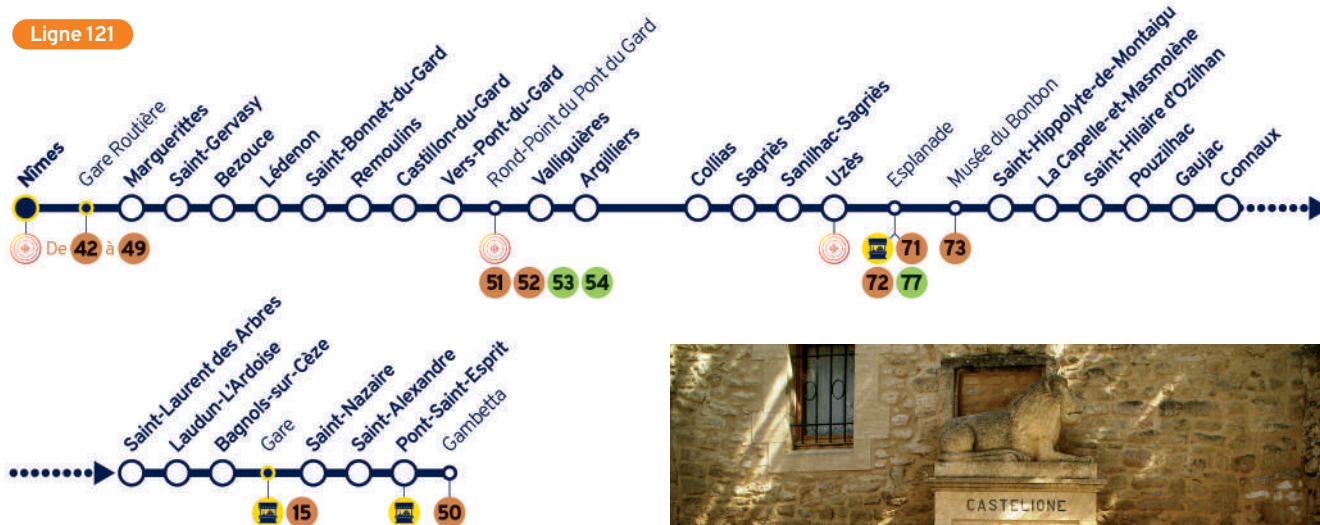 Ligne 121
Nîmes
Gare Routière
Marguerittes
Saint-Gervasy
Bezouce
Lédenon
Saint-Bonnet-du-Gard
Remoulins
Castillon-du-Gard
Vers-Pont-du-Gard
Rond-Point du Pont du Gard
Valliguières
Argilliers
Collias
Sagriès
Sanilhac-Sagriès
Uzès
Esplanade
Musée du Bonbon
Saint-Hippolyte-de-Montaigu
La Capelle-et-Masmolène
Saint-Hilaire d'Ozilhan
Pouzilhac
Gaujac
Connaux
De 42 à 49
71 73
51 52 53 54
72 77
Saint-Laurent des Arbres
Laudun-L'Ardoise
Bagnols-sur-Cèze
Gare
Saint-Nazaire
Saint-Alexandre
Pont-Saint-Esprit
Gambetta
15 50
CASTELIONE